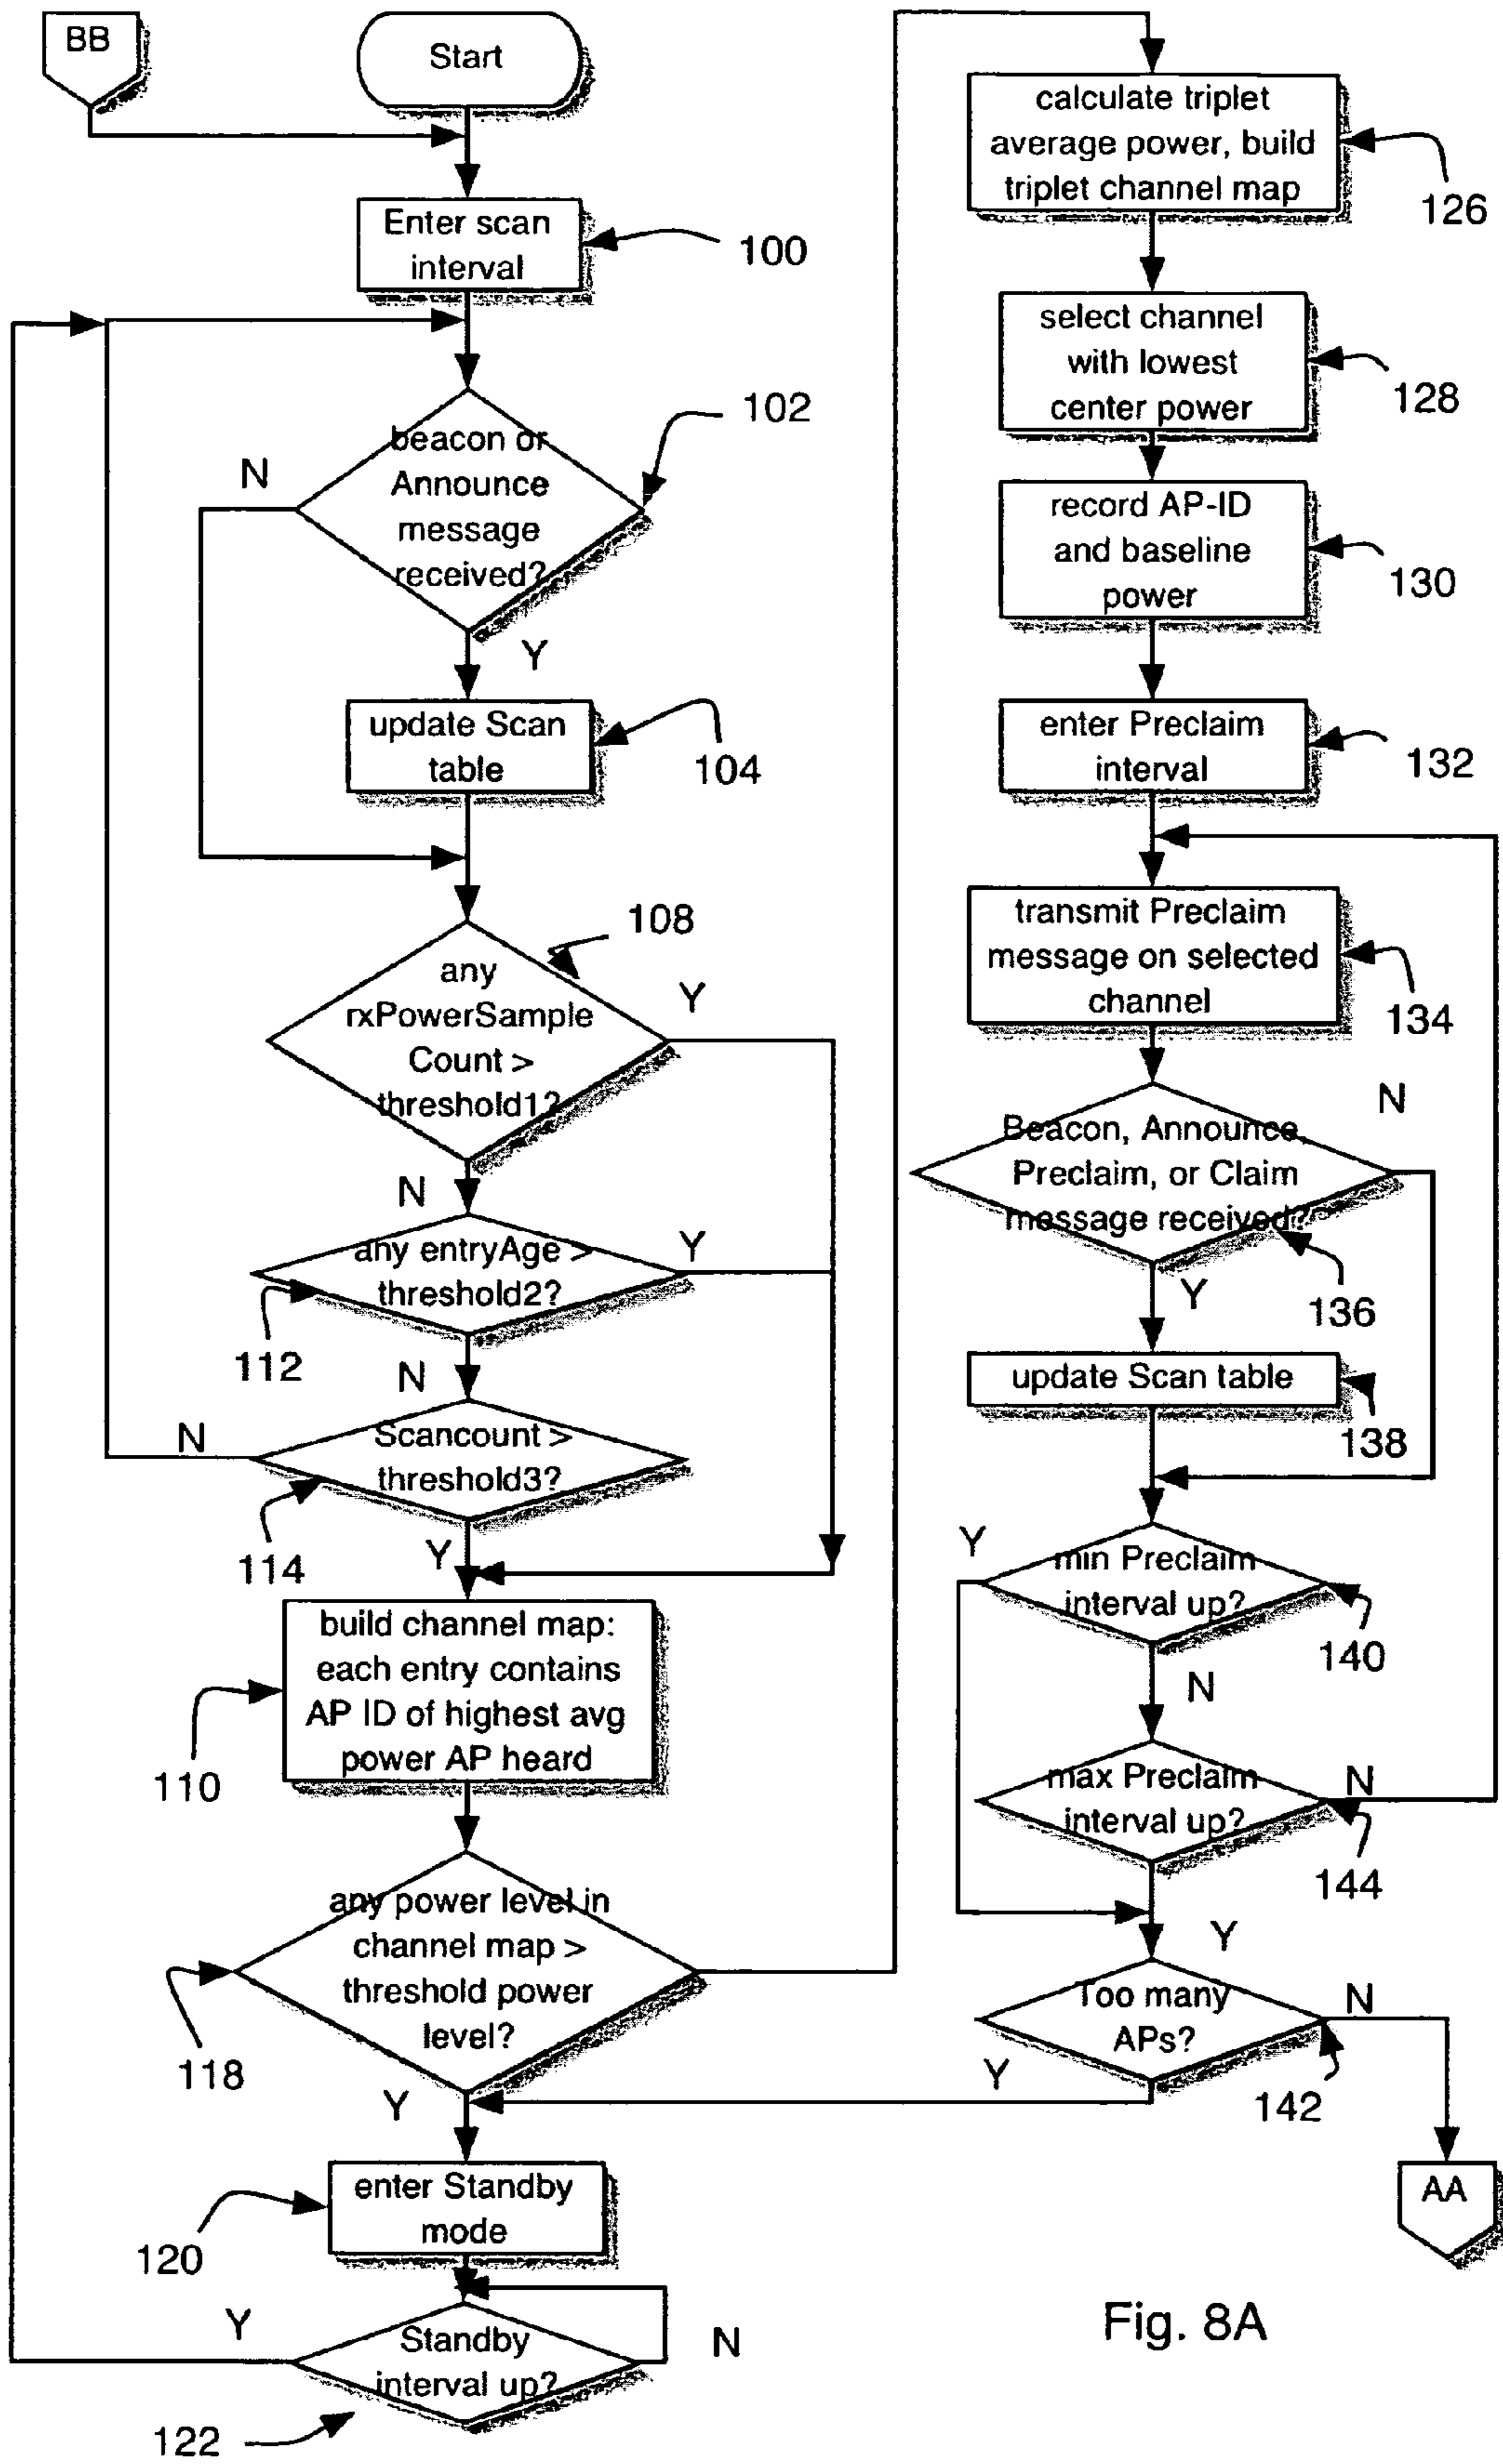 BB
Start
Enter scan
interval
100
beacon or
Announce
message
received?
102
N
Y
update Scan
table
104
any
rxPowerSample
Count >
threshold1?
108
Y
N
any entryAge >
threshold2?
Y
112
N
Scancount >
threshold3?
N
114
Y
build channel map:
each entry contains
AP ID of highest avg
power AP heard
110
any power level in
channel map >
threshold power
level?
118
Y
enter Standby
mode
120
Standby
interval up?
Y
N
122
calculate triplet
average power, build
triplet channel map
126
select channel
with lowest
center power
128
record AP-ID
and baseline
power
130
enter Preclaim
interval
132
transmit Preclaim
message on selected
channel
134
Beacon, Announce,
Preclaim, or Claim
message received?
N
136
Y
update Scan table
138
min Preclaim
interval up?
Y
140
N
max Preclaim
interval up?
N
144
Y
Too many
APs?
N
Y
142
AA
Fig. 8A